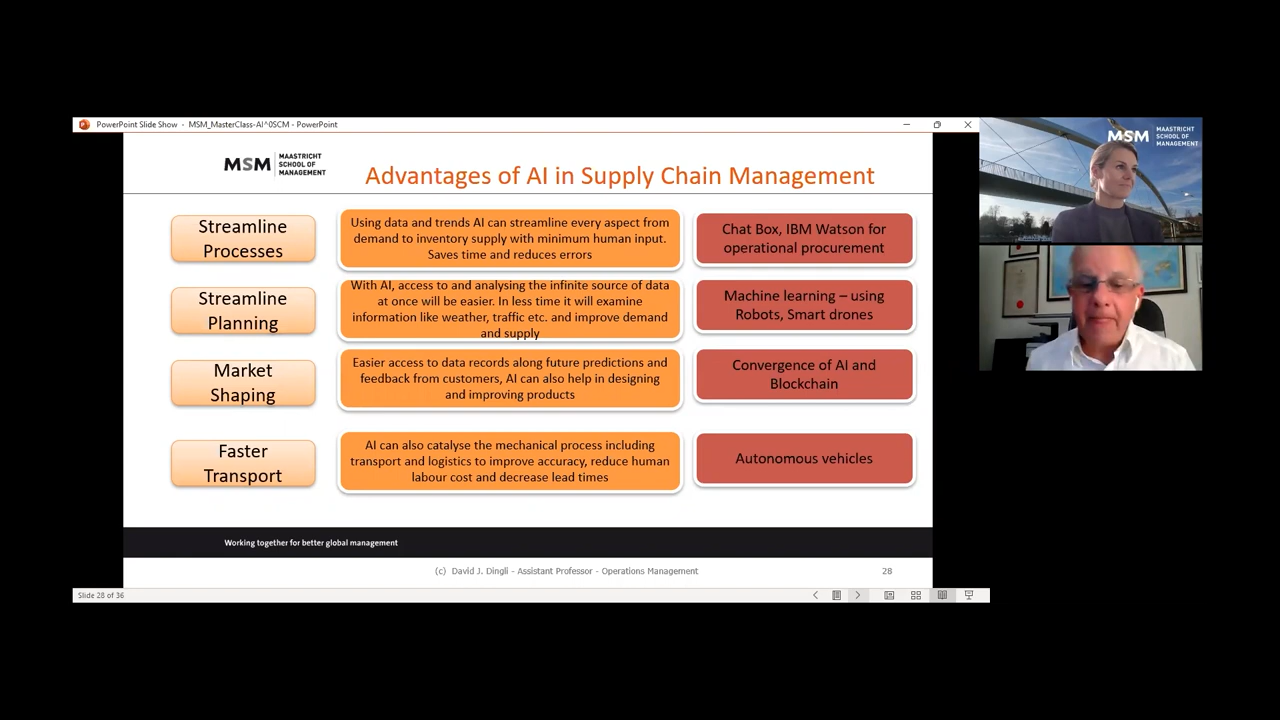 PowerPoint Slide Show - MSM_MasterClass-AI^0SCM - PowerPoint
MSM
MAASTRICHT
SCHOOL OF
MANAGEMENT
Advantages of AI in Supply Chain Management
Streamline
Processes
Using data and trends AI can streamline every aspect from
demand to inventory supply with minimum human input.
Saves time and reduces errors
Chat Box, IBM Watson for
operational procurement
Streamline
Planning
With AI, access to and analysing the infinite source of data
at once will be easier. In less time it will examine
information like weather, traffic etc. and improve demand
and supply
Machine learning – using
Robots, Smart drones
Market
Shaping
Easier access to data records along future predictions and
feedback from customers, AI can also help in designing
and improving products
Convergence of AI and
Blockchain
Faster
Transport
AI can also catalyse the mechanical process including
transport and logistics to improve accuracy, reduce human
labour cost and decrease lead times
Autonomous vehicles
Working together for better global management
(c) David J. Dingli - Assistant Professor - Operations Management
28
Slide 28 of 36
MSM
MAASTRICHT
SCHOOL OF
MANAGEMENT